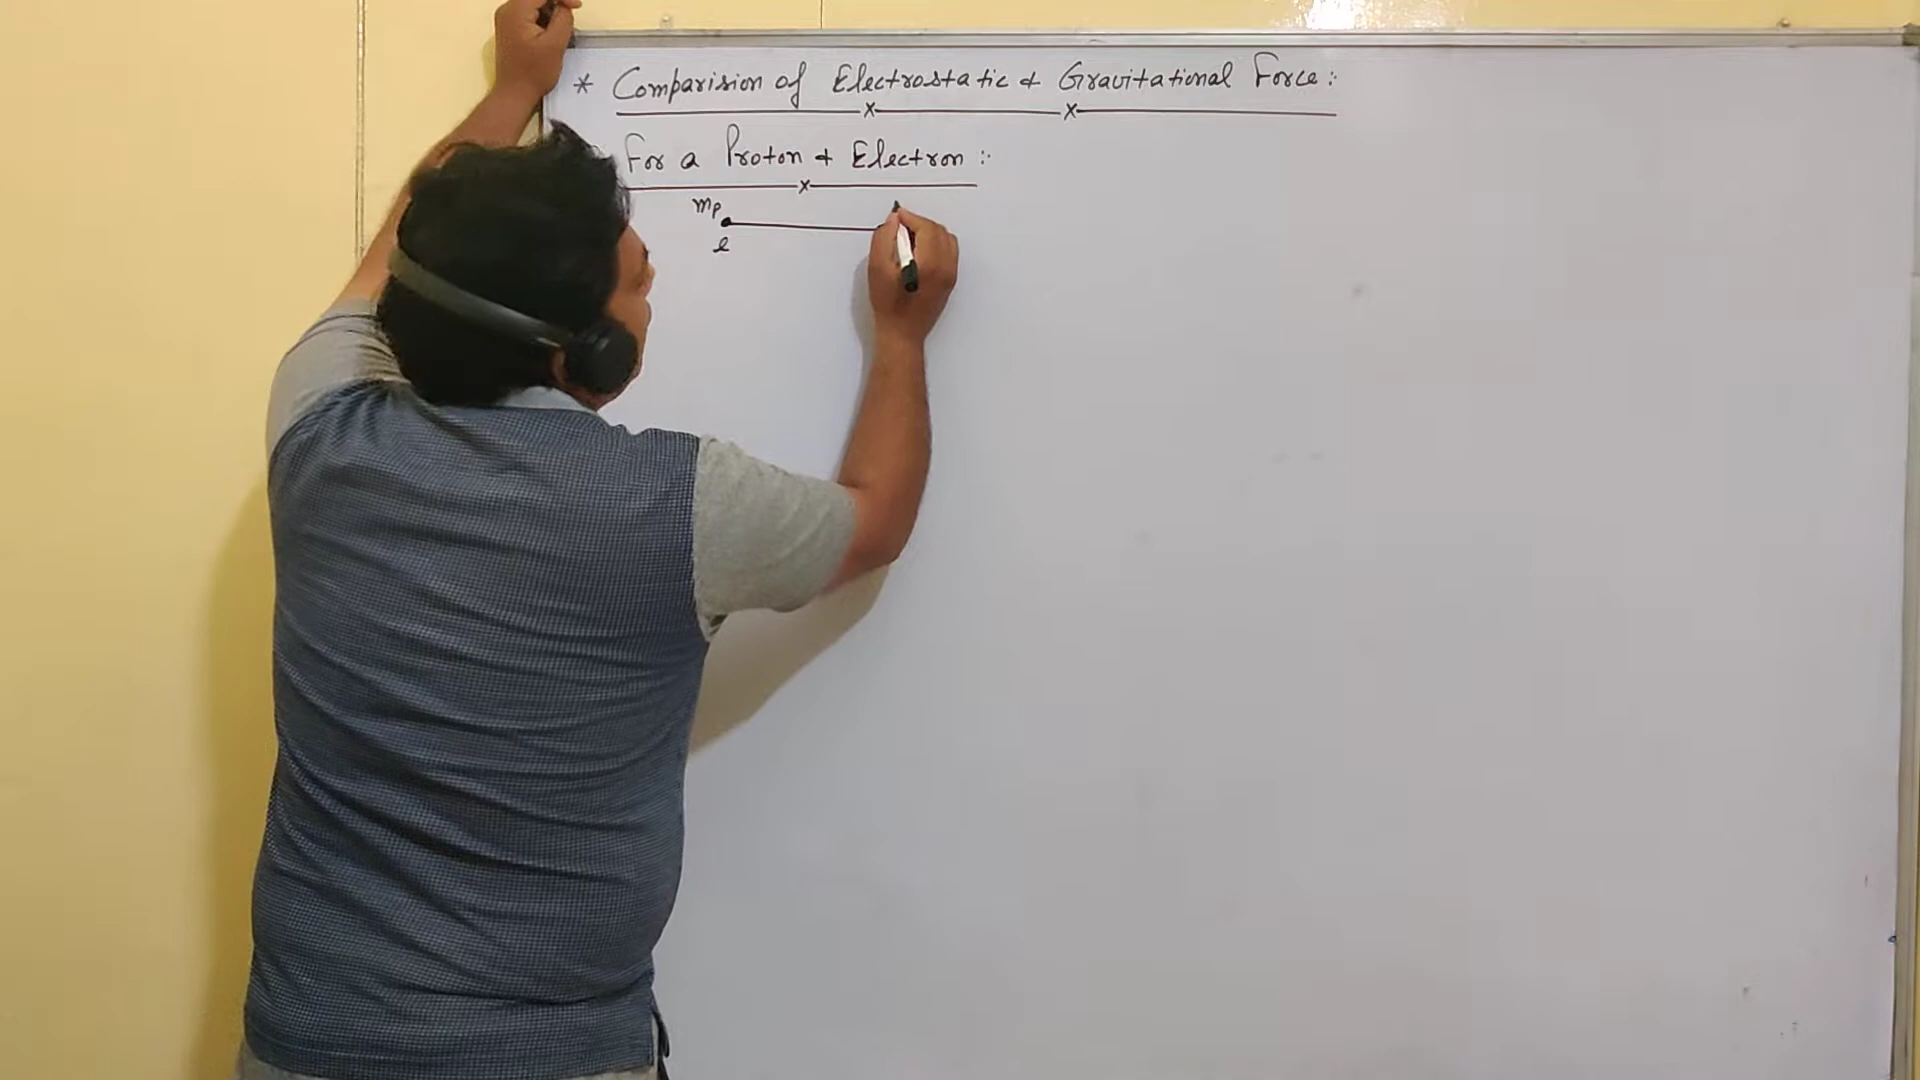 * Comparision of Electrostatic & Gravitational Force :
For a Proton & Electron :
mp
e